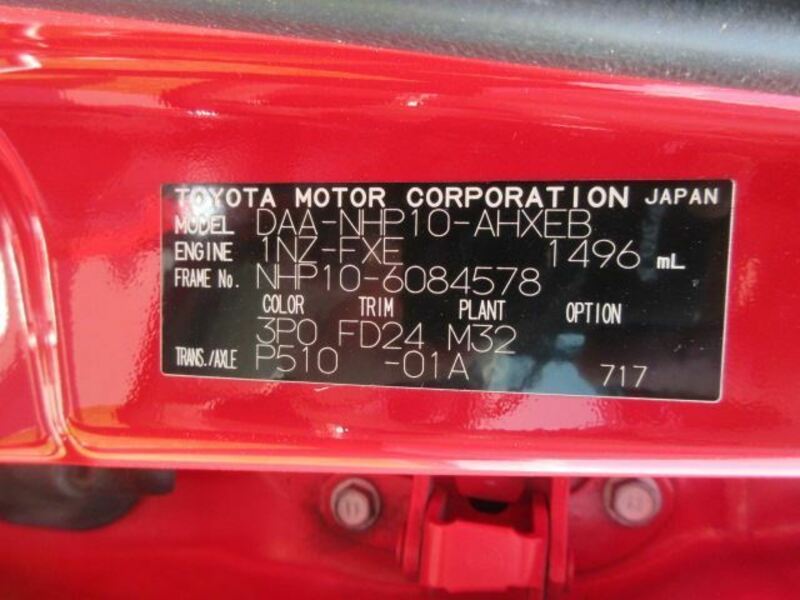 TOYOTA MOTOR CORPORATION JAPAN
MODEL DAA-NHP10-AHXEB
ENGINE 1NZ-FXE 1496 mL
FRAME No. NHP10-6084578
COLOR TRIM PLANT OPTION
3P0 FD24 M32
TRANS./AXLE P510 -01A 717